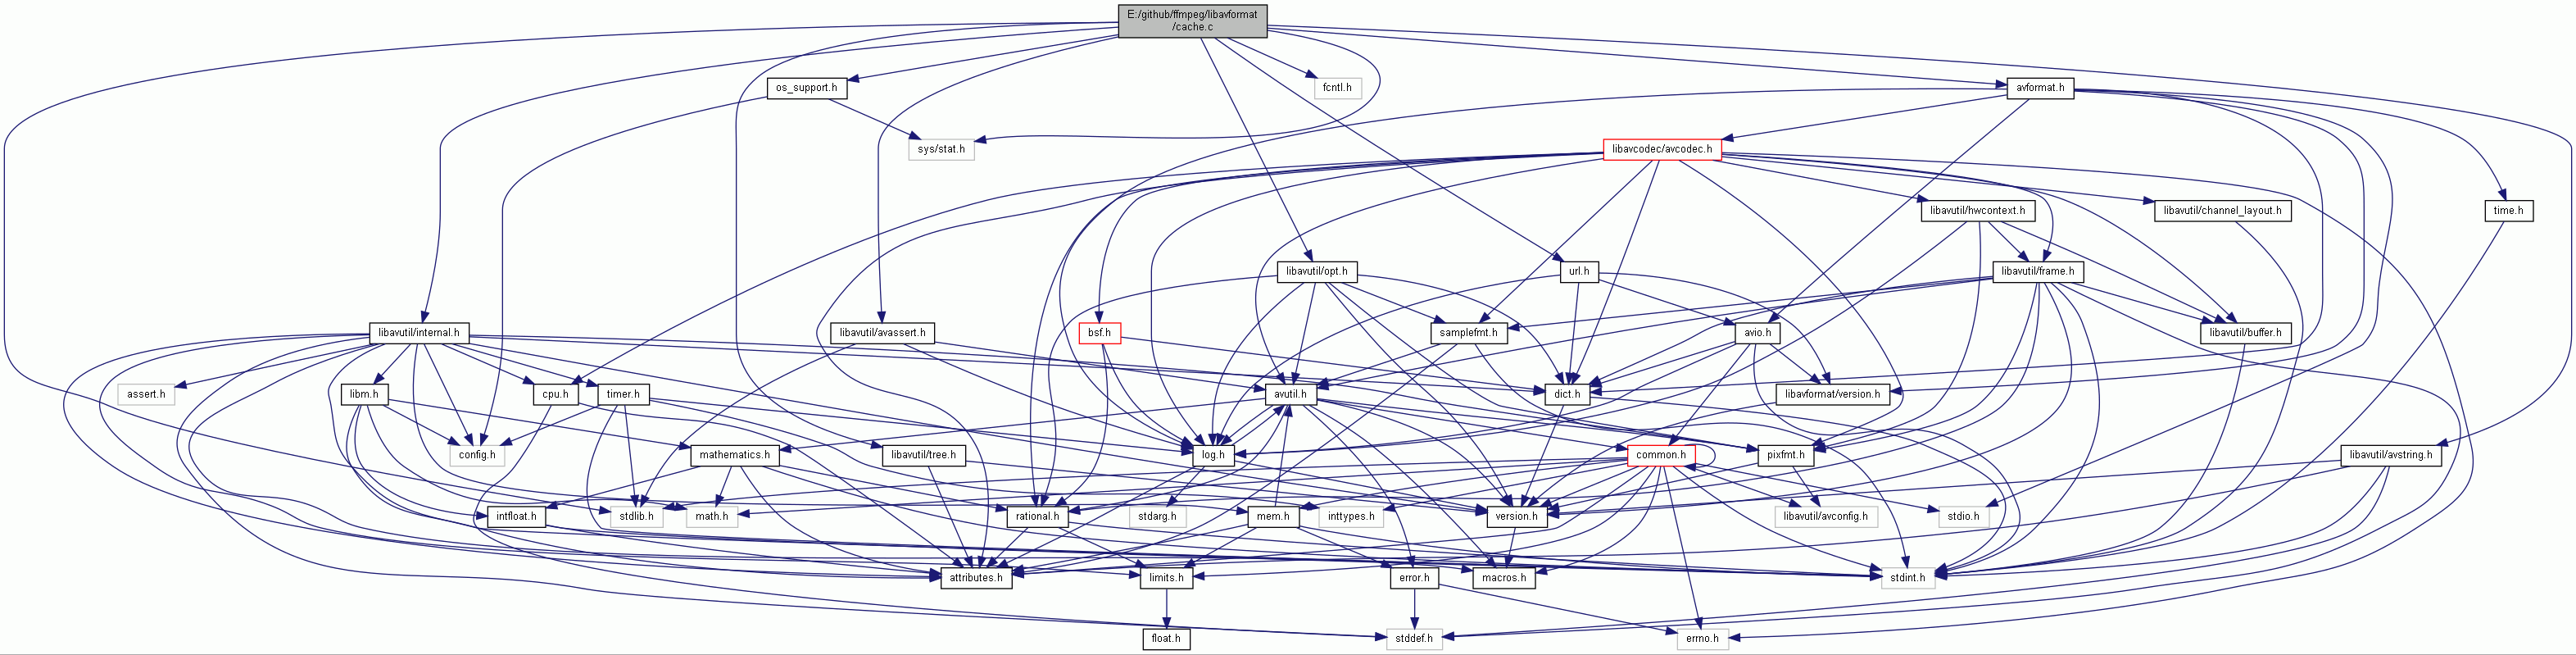 E:/github/ffmpeg/libavformat
/cache.c
os_support.h
fcntl.h
avformat.h
sys/stat.h
libavcodec/avcodec.h
libavutil/hwcontext.h
libavutil/channel_layout.h
time.h
libavutil/opt.h
url.h
libavutil/frame.h
libavutil/internal.h
libavutil/avassert.h
bsf.h
samplefmt.h
avio.h
libavutil/buffer.h
assert.h
libm.h
cpu.h
timer.h
avutil.h
dict.h
libavformat/version.h
config.h
mathematics.h
libavutil/tree.h
log.h
common.h
pixfmt.h
libavutil/avstring.h
intfloat.h
stdlib.h
math.h
rational.h
stdarg.h
mem.h
inttypes.h
version.h
libavutil/avconfig.h
stdio.h
attributes.h
limits.h
error.h
macros.h
stdint.h
float.h
stddef.h
errno.h